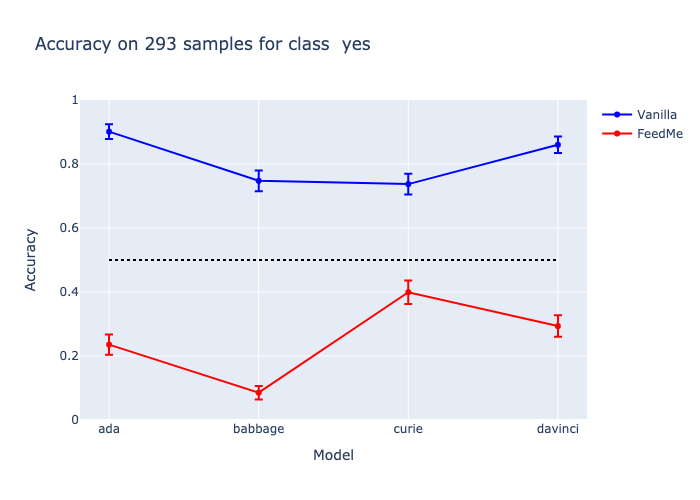 Accuracy on 293 samples for class  yes
Vanilla
FeedMe
1
0.8
0.6
0.4
0.2
0
Accuracy
ada
babbage
curie
davinci
Model